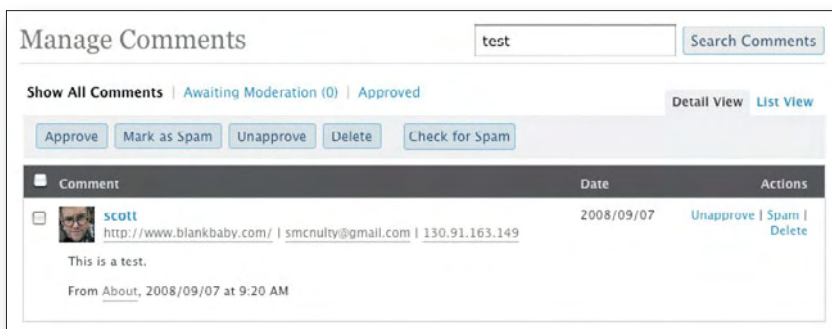 Manage Comments
test
Search Comments
Show All Comments | Awaiting Moderation (0) | Approved
Detail View List View
Approve Mark as Spam Unapprove Delete Check for Spam
Comment Date Actions
scott 2008/09/07 Unapprove | Spam |
Delete
http://www.blankbaby.com/ | smcnulty@gmail.com | 130.91.163.149
This is a test.
From About, 2008/09/07 at 9:20 AM